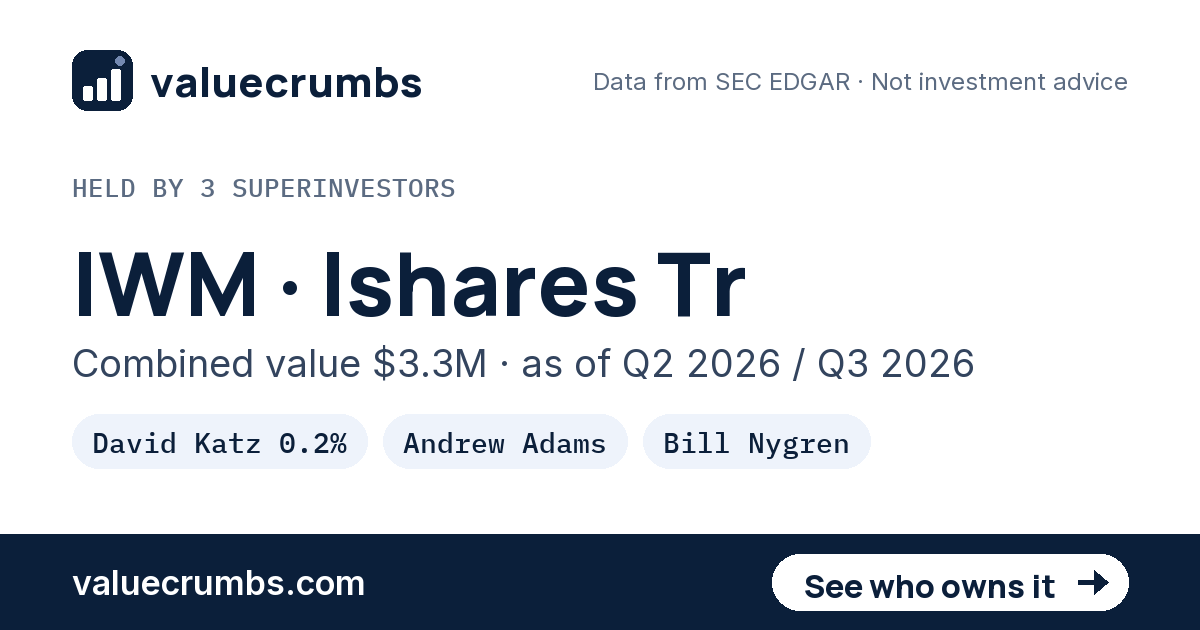 valuecrumbs
Data from SEC EDGAR · Not investment advice
HELD BY 3 SUPERINVESTORS
IWM · Ishares Tr
Combined value $3.3M · as of Q2 2026 / Q3 2026
David Katz 0.2% Andrew Adams Bill Nygren
valuecrumbs.com
See who owns it →